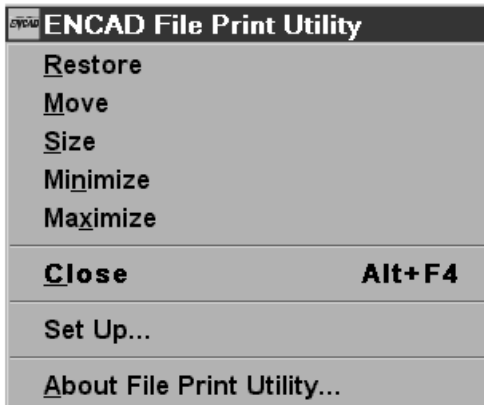 ENCAD ENCAD File Print Utility
Restore
Move
Size
Minimize
Maximize
Close Alt+F4
Set Up...
About File Print Utility...